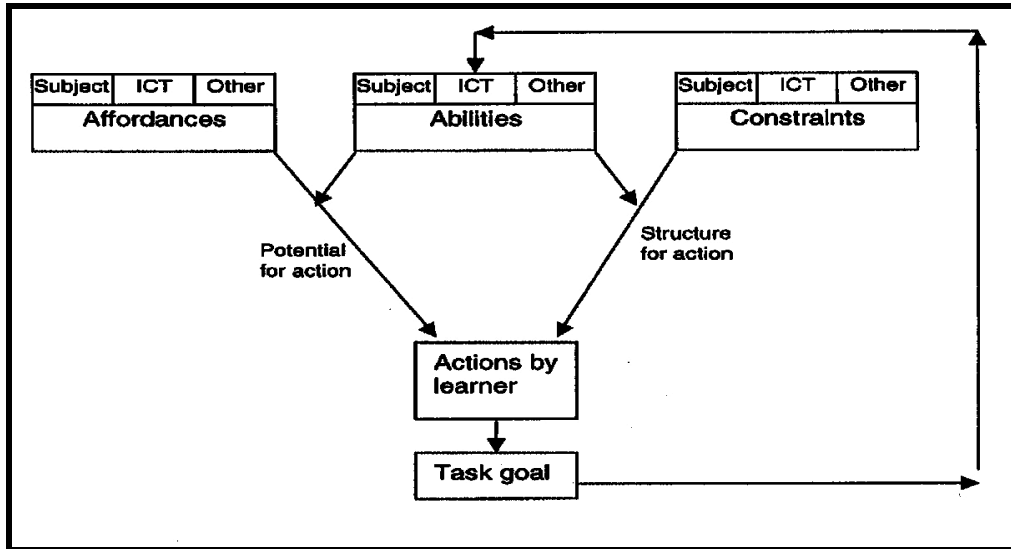 Subject ICT Other
Affordances
Subject ICT Other
Abilities
Subject ICT Other
Constraints
Potential
for action
Structure
for action
Actions by
learner
Task goal